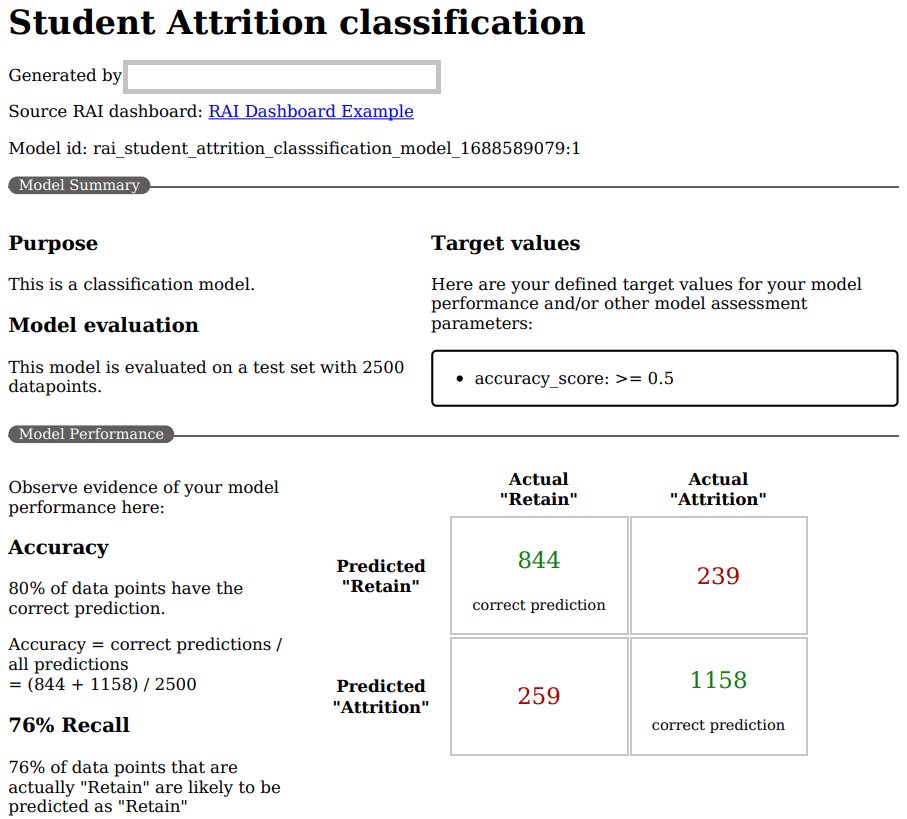 Student Attrition classification
Generated by
Source RAI dashboard: RAI Dashboard Example
Model id: rai_student_attrition_classsification_model_1688589079:1
Model Summary
Purpose
This is a classification model.
Model evaluation
This model is evaluated on a test set with 2500
datapoints.
Target values
Here are your defined target values for your model
performance and/or other model assessment
parameters:
• accuracy_score: >= 0.5
Model Performance
Observe evidence of your model
performance here:
Accuracy
80% of data points have the
correct prediction.
Accuracy = correct predictions /
all predictions
= (844 + 1158) / 2500
76% Recall
76% of data points that are
actually "Retain" are likely to be
predicted as "Retain"
Actual
"Retain"
Actual
"Attrition"
Predicted
"Retain"
844
correct prediction
239
Predicted
"Attrition"
259
1158
correct prediction